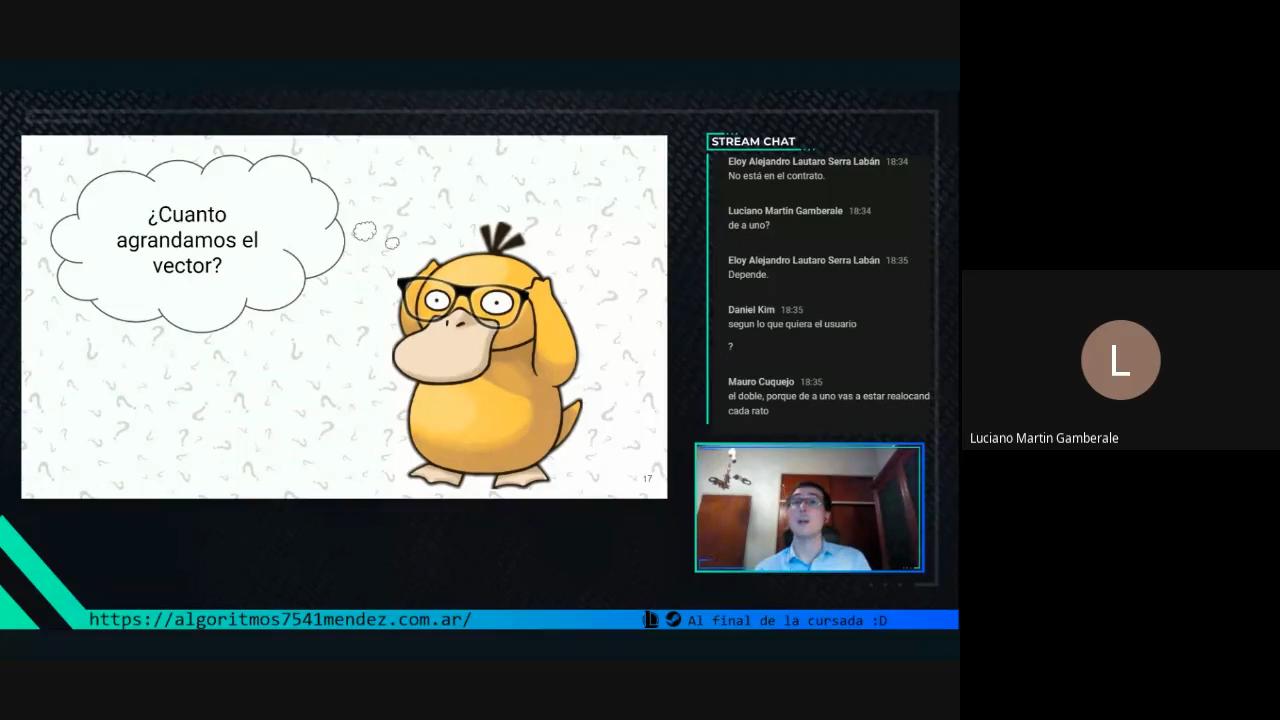 ¿Cuanto
agrandamos el
vector?
17
STREAM CHAT
Eloy Alejandro Lautaro Serra Labán 18:34
No está en el contrato.
Luciano Martin Gamberale 18:34
de a uno?
Eloy Alejandro Lautaro Serra Labán 18:35
Depende.
Daniel Kim 18:35
segun lo que quiera el usuario
?
Mauro Cuquejo 18:35
el doble, porque de a uno vas a estar realocand
cada rato
https://algoritmos7541mendez.com.ar/
Al final de la cursada :D
L
Luciano Martin Gamberale